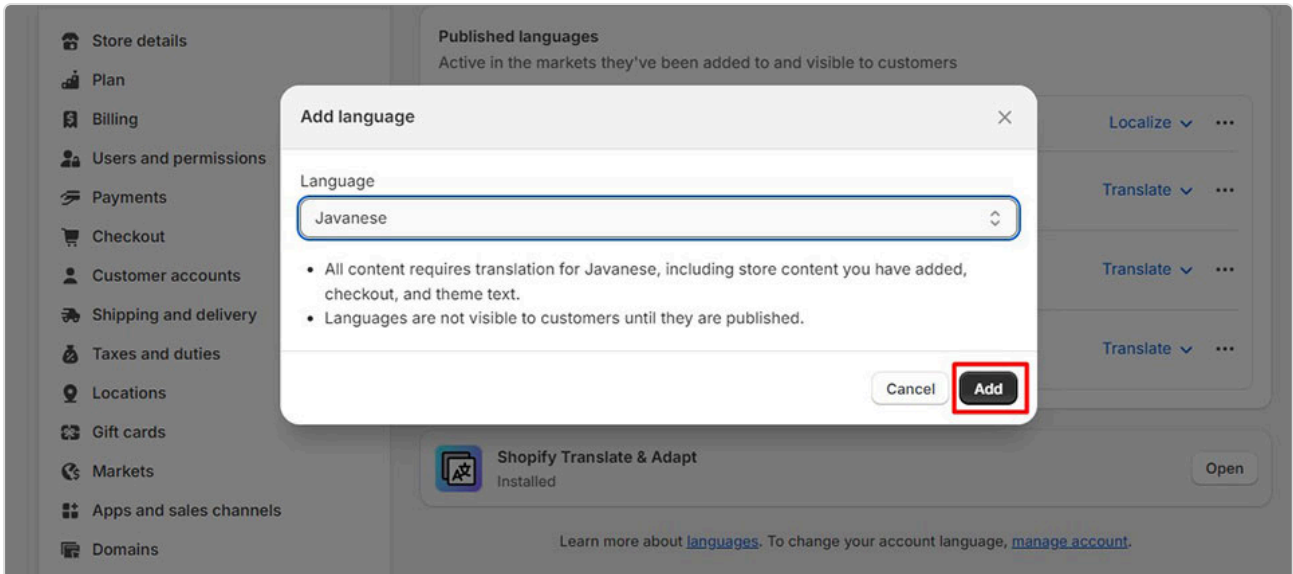 Store details
Plan
Billing
Users and permissions
Payments
Checkout
Customer accounts
Shipping and delivery
Taxes and duties
Locations
Gift cards
Markets
Apps and sales channels
Domains
Published languages
Active in the markets they've been added to and visible to customers
Localize
Translate
Translate
Translate
Add language
Language
Javanese
All content requires translation for Javanese, including store content you have added,
checkout, and theme text.
Languages are not visible to customers until they are published.
Cancel
Add
Shopify Translate & Adapt
Installed
Open
Learn more about languages. To change your account language, manage account.